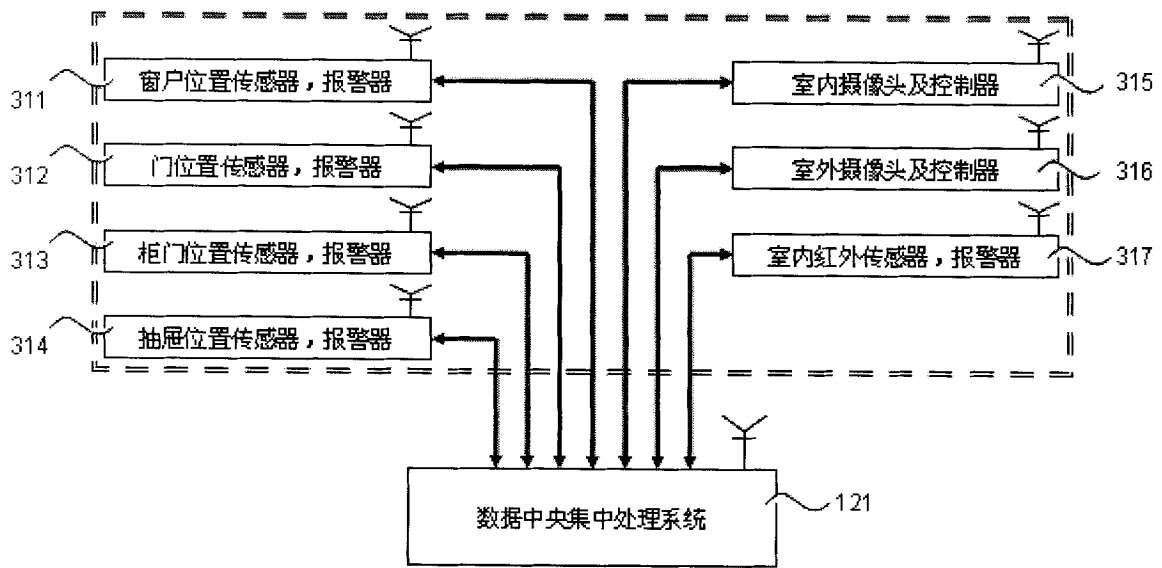 311
窗户位置传感器，报警器
312
门位置传感器，报警器
313
柜门位置传感器，报警器
314
抽屉位置传感器，报警器
室内摄像头及控制器
315
室外摄像头及控制器
316
室内红外传感器，报警器
317
数据中央集中处理系统
121